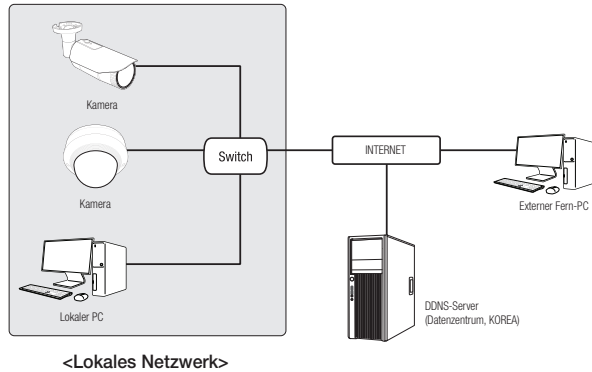 Kamera
Kamera
Switch
INTERNET
Externer Fern-PC
Lokaler PC
DDNS-Server
(Datenzentrum, KOREA)
<Lokales Netzwerk>